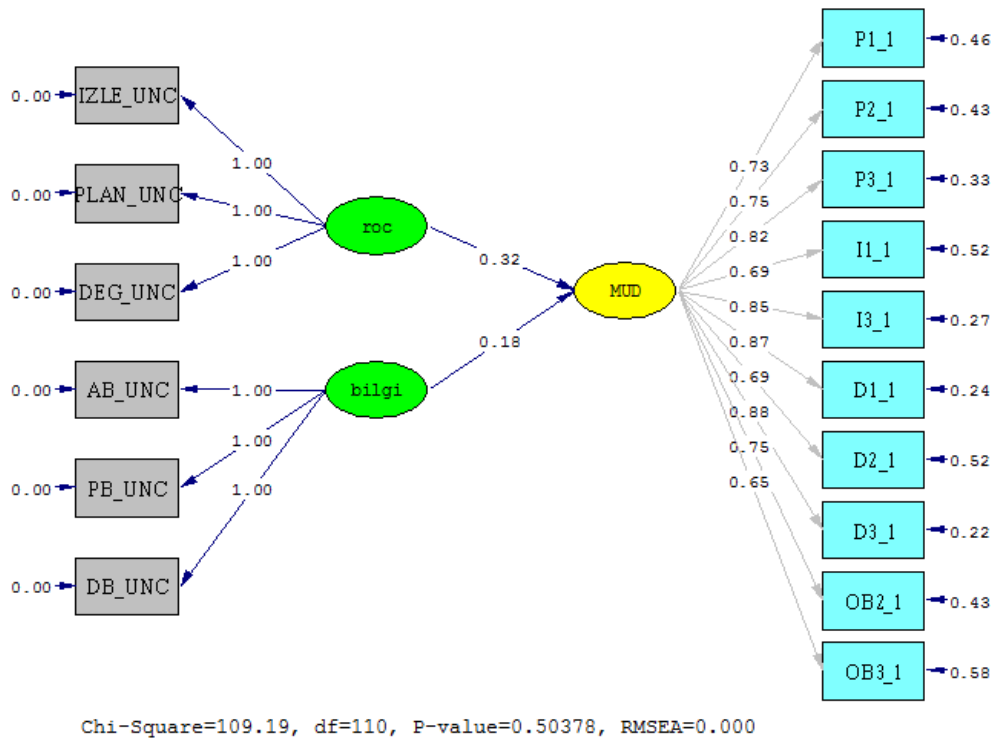 0.00 IZLE_UNC
0.00 PLAN_UNC
0.00 DEG_UNC
0.00 AB_UNC
0.00 PB_UNC
0.00 DB_UNC
1.00
1.00
1.00
1.00
1.00
1.00
roc
bilgi
0.32
0.18
MUD
0.73
0.75
0.82
0.69
0.85
0.87
0.69
0.88
0.75
0.65
P1_1 0.46
P2_1 0.43
P3_1 0.33
I1_1 0.52
I3_1 0.27
D1_1 0.24
D2_1 0.52
D3_1 0.22
OB2_1 0.43
OB3_1 0.58
Chi-Square=109.19, df=110, P-value=0.50378, RMSEA=0.000